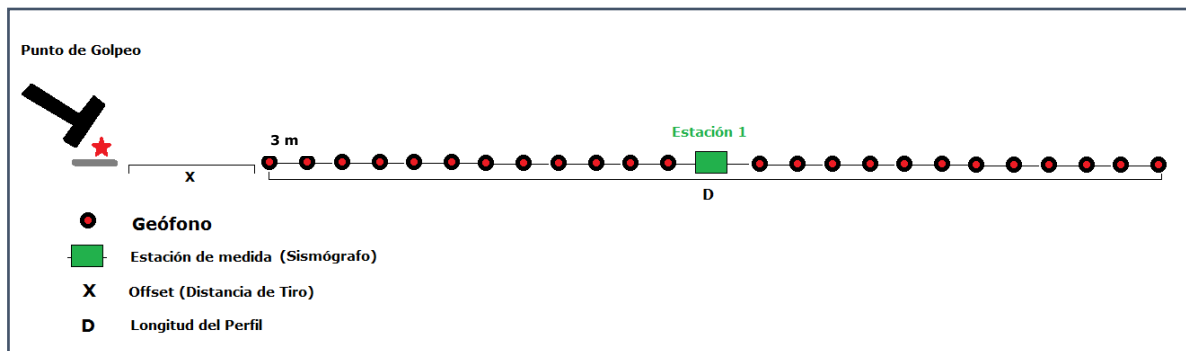 Punto de Golpeo
Estación 1
3 m
X
D
Geófono
Estación de medida (Sismógrafo)
X Offset (Distancia de Tiro)
D Longitud del Perfil